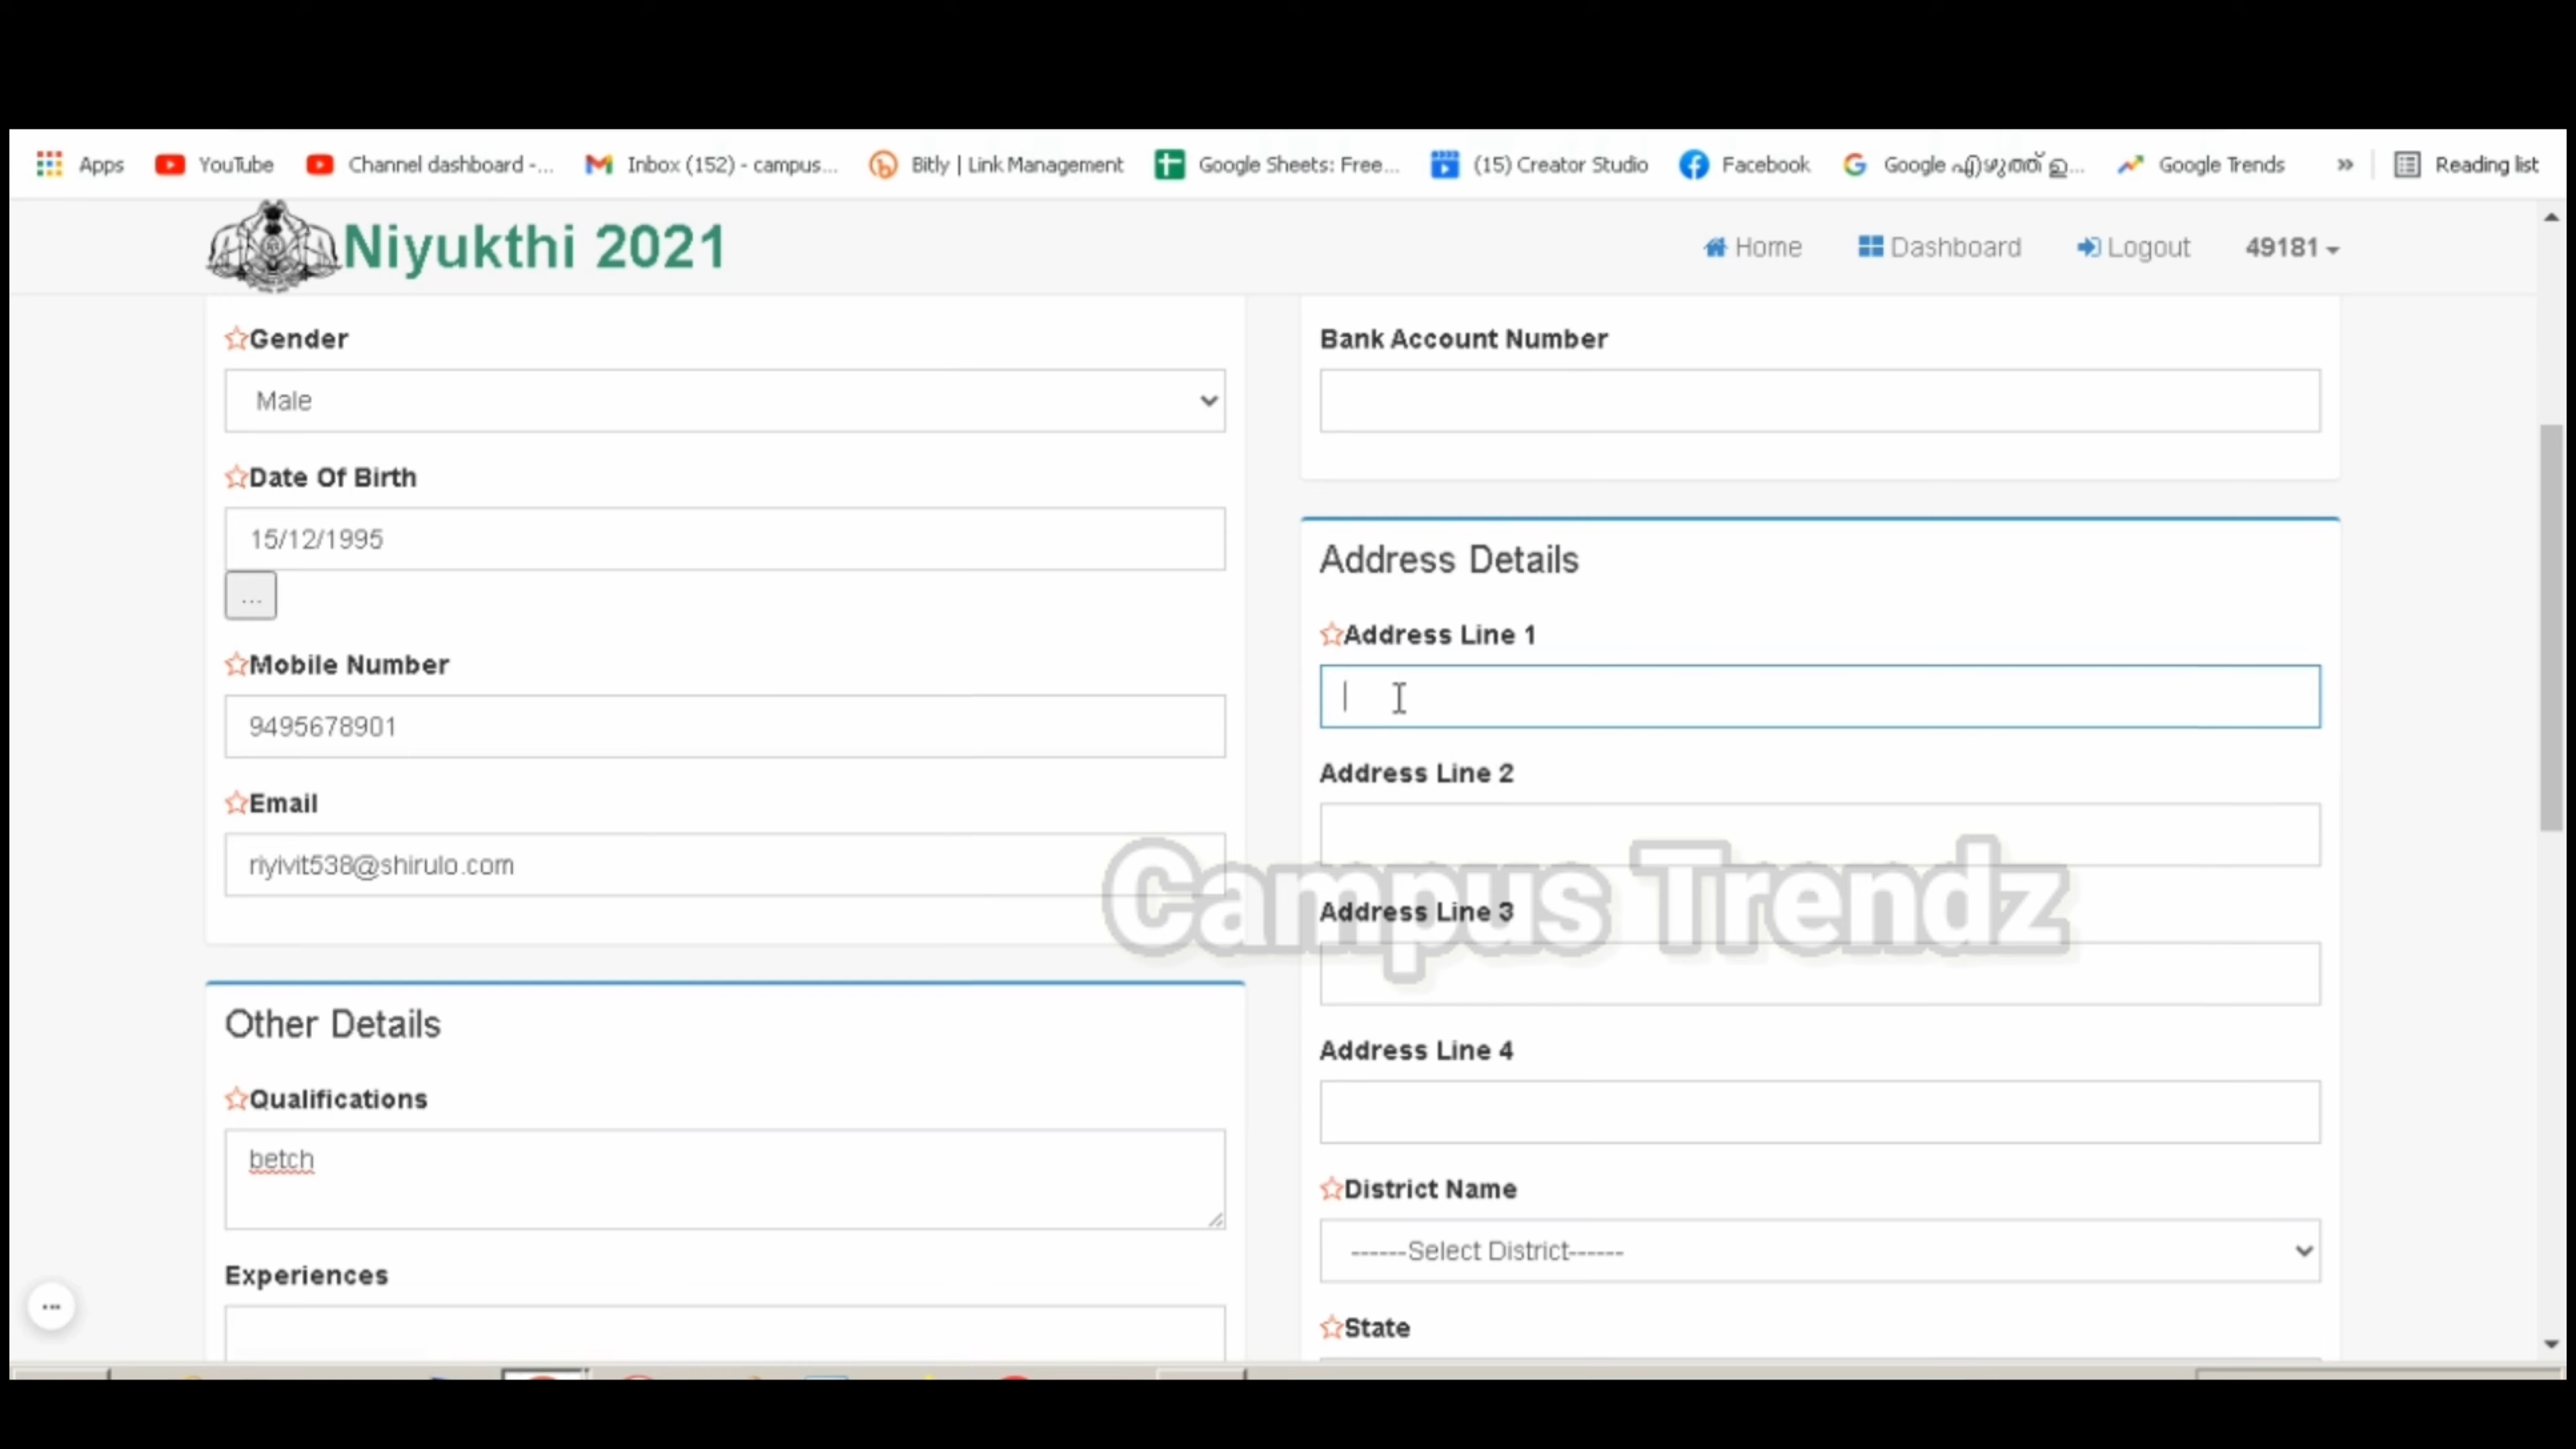 Apps YouTube Channel dashboard -... Inbox (152) - campus... Bitly | Link Management Google Sheets: Free... (15) Creator Studio Facebook Google എഴുത്ത് ഉ... Google Trends » Reading list
Niyukthi 2021 Home Dashboard Logout 49181
Gender
Male
Date Of Birth
15/12/1995
...
Mobile Number
9495678901
Email
riyivit538@shirulo.com
Other Details
Qualifications
betch
Experiences
Bank Account Number
Address Details
Address Line 1
Address Line 2
Address Line 3
Address Line 4
District Name
------Select District------
State
Campus Trendz